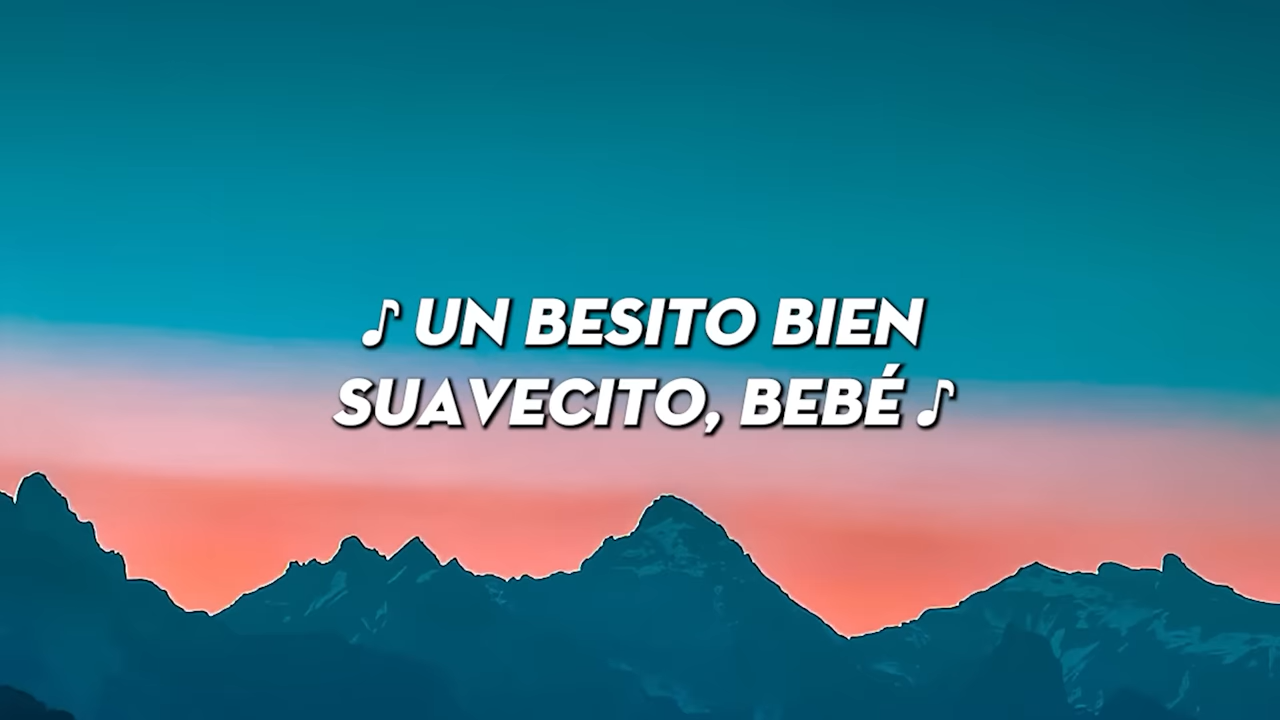 ♪ UN BESITO BIEN
SUAVECITO, BEBÉ ♪